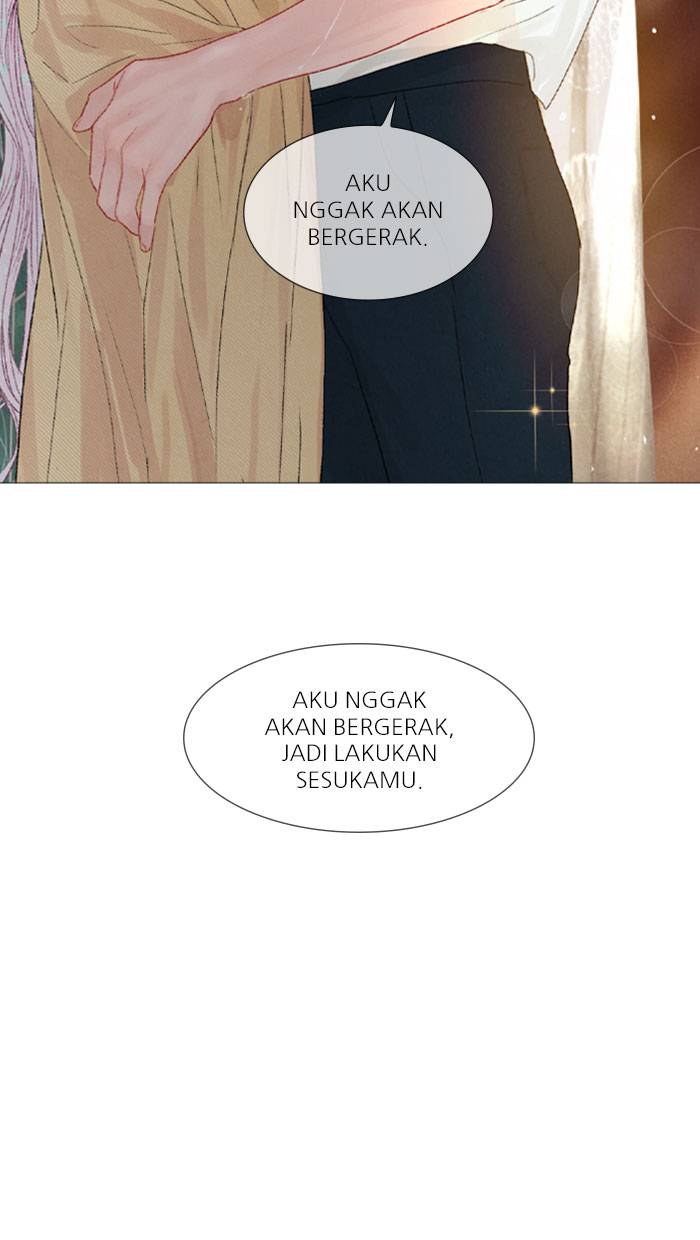 AKU
NGGAK AKAN
BERGERAK.
AKU NGGAK
AKAN BERGERAK,
JADI LAKUKAN
SESUKAMU.